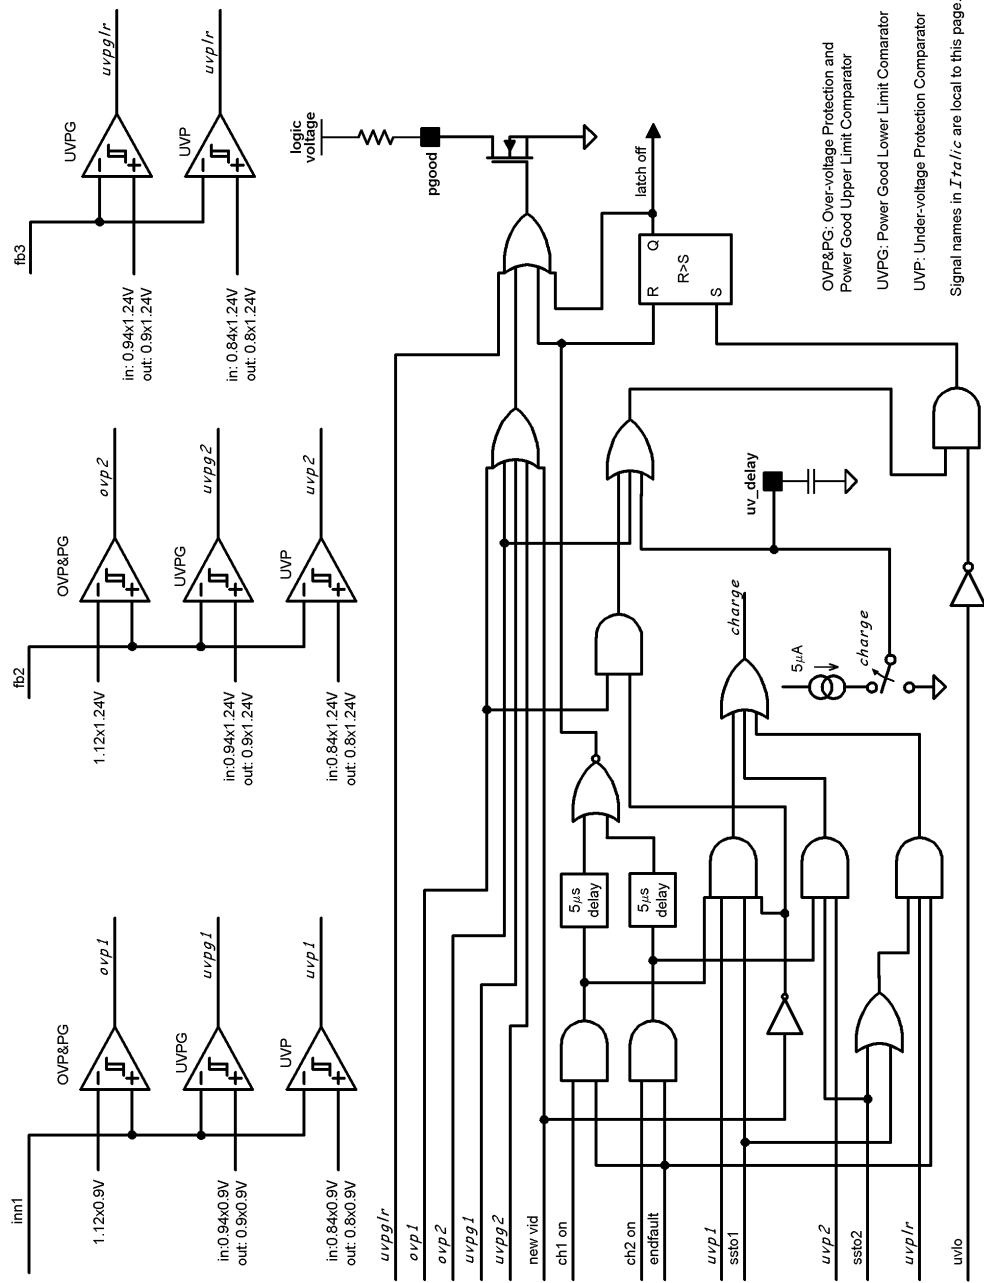 inn1
1.12x0.9V
OVP&PG
ovp1
in:0.94x0.9V
out: 0.9x0.9V
UVPG
uvpg1
in:0.84x0.9V
out: 0.8x0.9V
UVP
uvp1
fb2
1.12x1.24V
OVP&PG
ovp2
in:0.94x1.24V
out: 0.9x1.24V
UVPG
uvpg2
in:0.84x1.24V
out: 0.8x1.24V
UVP
uvp2
fb3
in: 0.94x1.24V
out: 0.9x1.24V
UVPG
uvpglr
in: 0.84x1.24V
out: 0.8x1.24V
UVP
uvplr
uvpglr
ovp1
ovp2
uvpg1
uvpg2
new vid
ch1 on
ch2 on
endfault
uvp1
ssto1
uvp2
ssto2
uvplr
uvlo
5µs
delay
5µs
delay
charge
5µA
charge
uv_delay
logic
voltage
pgood
R
Q
R>S
S
latch off
OVP&PG: Over-voltage Protection and
Power Good Upper Limit Comparator
UVPG: Power Good Lower Limit Comarator
UVP: Under-voltage Protection Comparator
Signal names in Italic are local to this page.